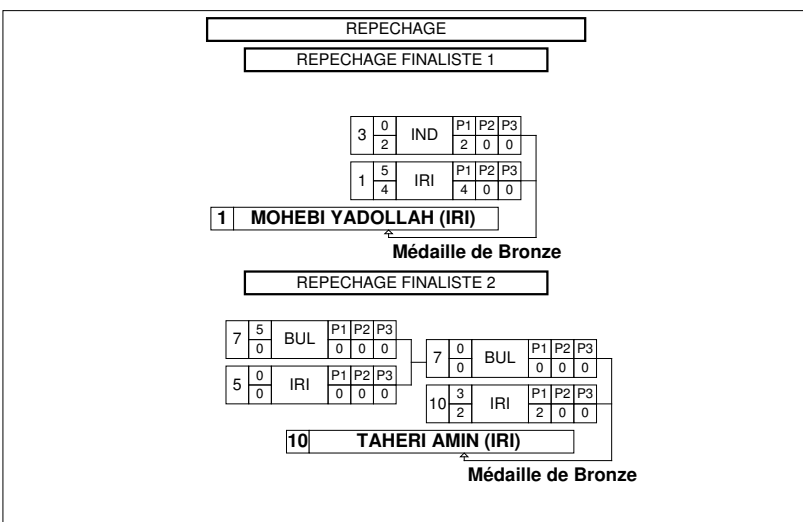 REPECHAGE
REPECHAGE FINALISTE 1
3 0 IND P1 P2 P3
2 2 0 0
1 5 IRI P1 P2 P3
4 4 0 0
1 MOHEBI YADOLLAH (IRI)
Médaille de Bronze
REPECHAGE FINALISTE 2
7 5 BUL P1 P2 P3
0 0 0 0
5 0 IRI P1 P2 P3
0 0 0 0
7 0 BUL P1 P2 P3
0 0 0 0
10 3 IRI P1 P2 P3
2 2 0 0
10 TAHERI AMIN (IRI)
Médaille de Bronze